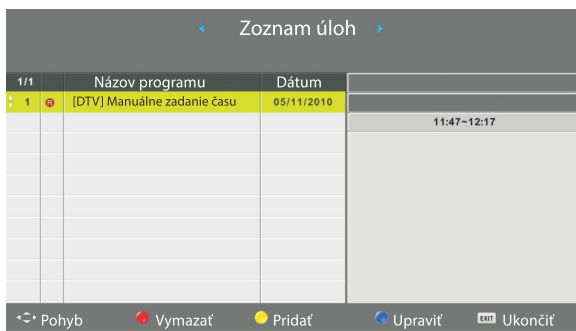 Zoznam úloh
1/1 Názov programu Dátum
1 R [DTV] Manuálne zadanie času 05/11/2010
11:47~12:17
Pohyb Vymazať Pridať Upraviť EXIT Ukončiť